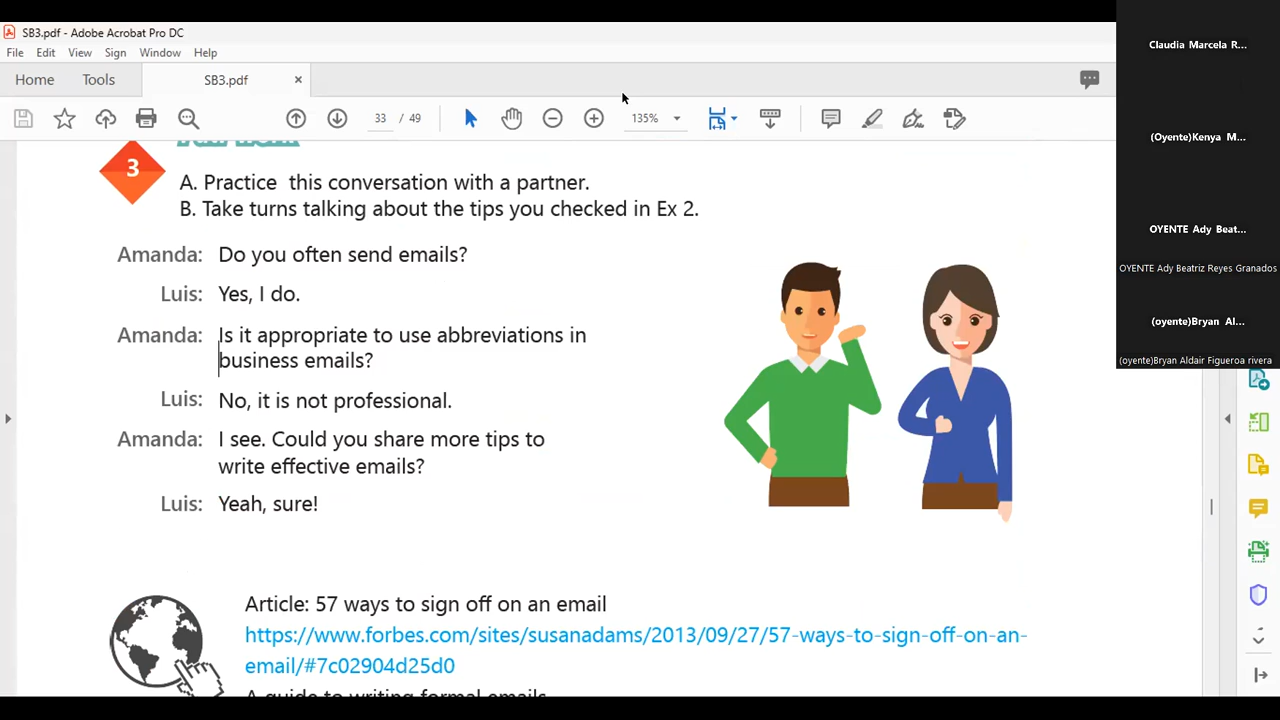 SB3.pdf - Adobe Acrobat Pro DC
File Edit View Sign Window Help
Home Tools SB3.pdf ×
33 / 49 135%
3
A. Practice this conversation with a partner.
B. Take turns talking about the tips you checked in Ex 2.
Amanda: Do you often send emails?
Luis: Yes, I do.
Amanda: Is it appropriate to use abbreviations in
business emails?
Luis: No, it is not professional.
Amanda: I see. Could you share more tips to
write effective emails?
Luis: Yeah, sure!
Article: 57 ways to sign off on an email
https://www.forbes.com/sites/susanadams/2013/09/27/57-ways-to-sign-off-on-an-
email/#7c02904d25d0
A guide to writing formal emails
Claudia Marcela R...
(Oyente)Kenya M...
OYENTE Ady Beat...
OYENTE Ady Beatriz Reyes Granados
(oyente)Bryan Al...
(oyente)Bryan Aldair Figueroa rivera